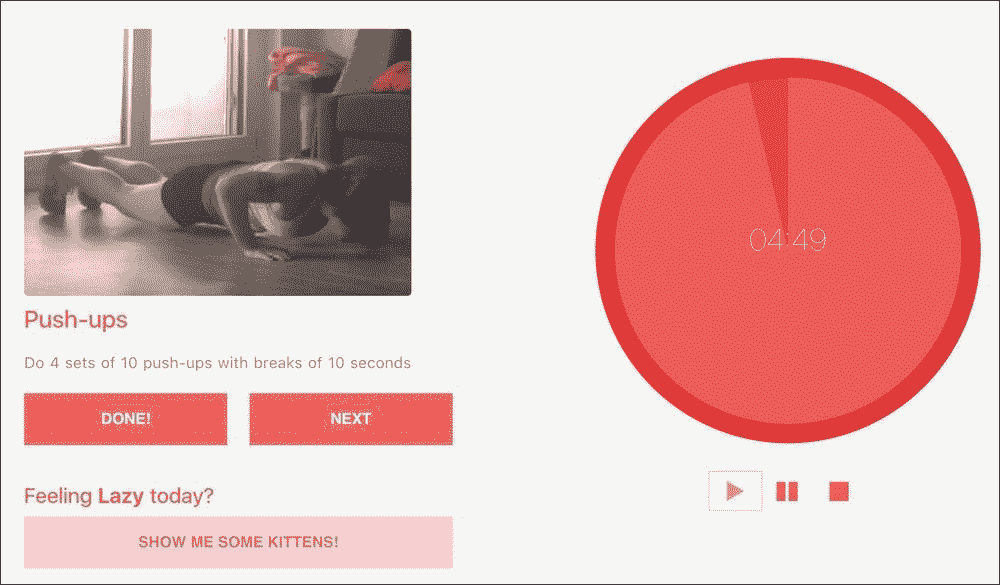 Push-ups
Do 4 sets of 10 push-ups with breaks of 10 seconds
DONE!
NEXT
Feeling Lazy today?
SHOW ME SOME KITTENS!
04:49